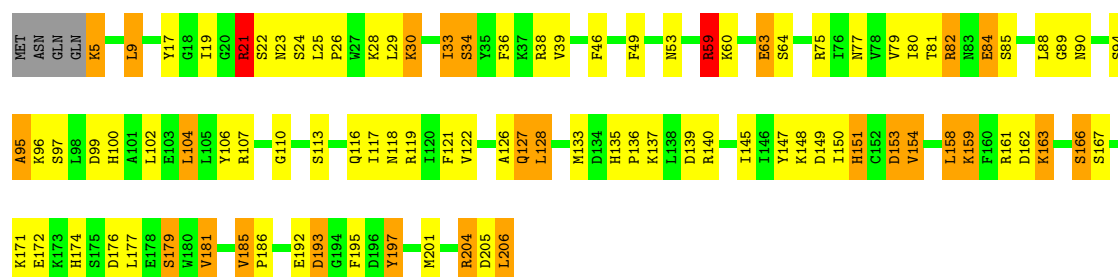 MET ASN GLN GLN K5 L9 Y17 G18 I19 G20 R21 S22 N23 S24 L25 P26 W27 K28 L29 K30 I33 S34 Y35 F36 K37 R38 V39 F46 F49 N53 R59 K60 E63 S64 R75 I76 N77 V78 V79 I80 T81 R82 N83 E84 S85 L88 G89 N90 S94
A95 K96 S97 L98 D99 H100 A101 L102 E103 L104 L105 Y106 R107 G110 S113 Q116 I117 N118 R119 I120 F121 V122 A126 Q127 L128 M133 D134 H135 P136 K137 L138 D139 R140 I145 I146 Y147 K148 D149 I150 H151 C152 D153 V154 L158 K159 F160 R161 D162 K163 S166 S167
K171 E172 K173 H174 S175 D176 L177 E178 S179 W180 V181 V185 P186 E192 D193 G194 F195 D196 Y197 M201 R204 D205 L206